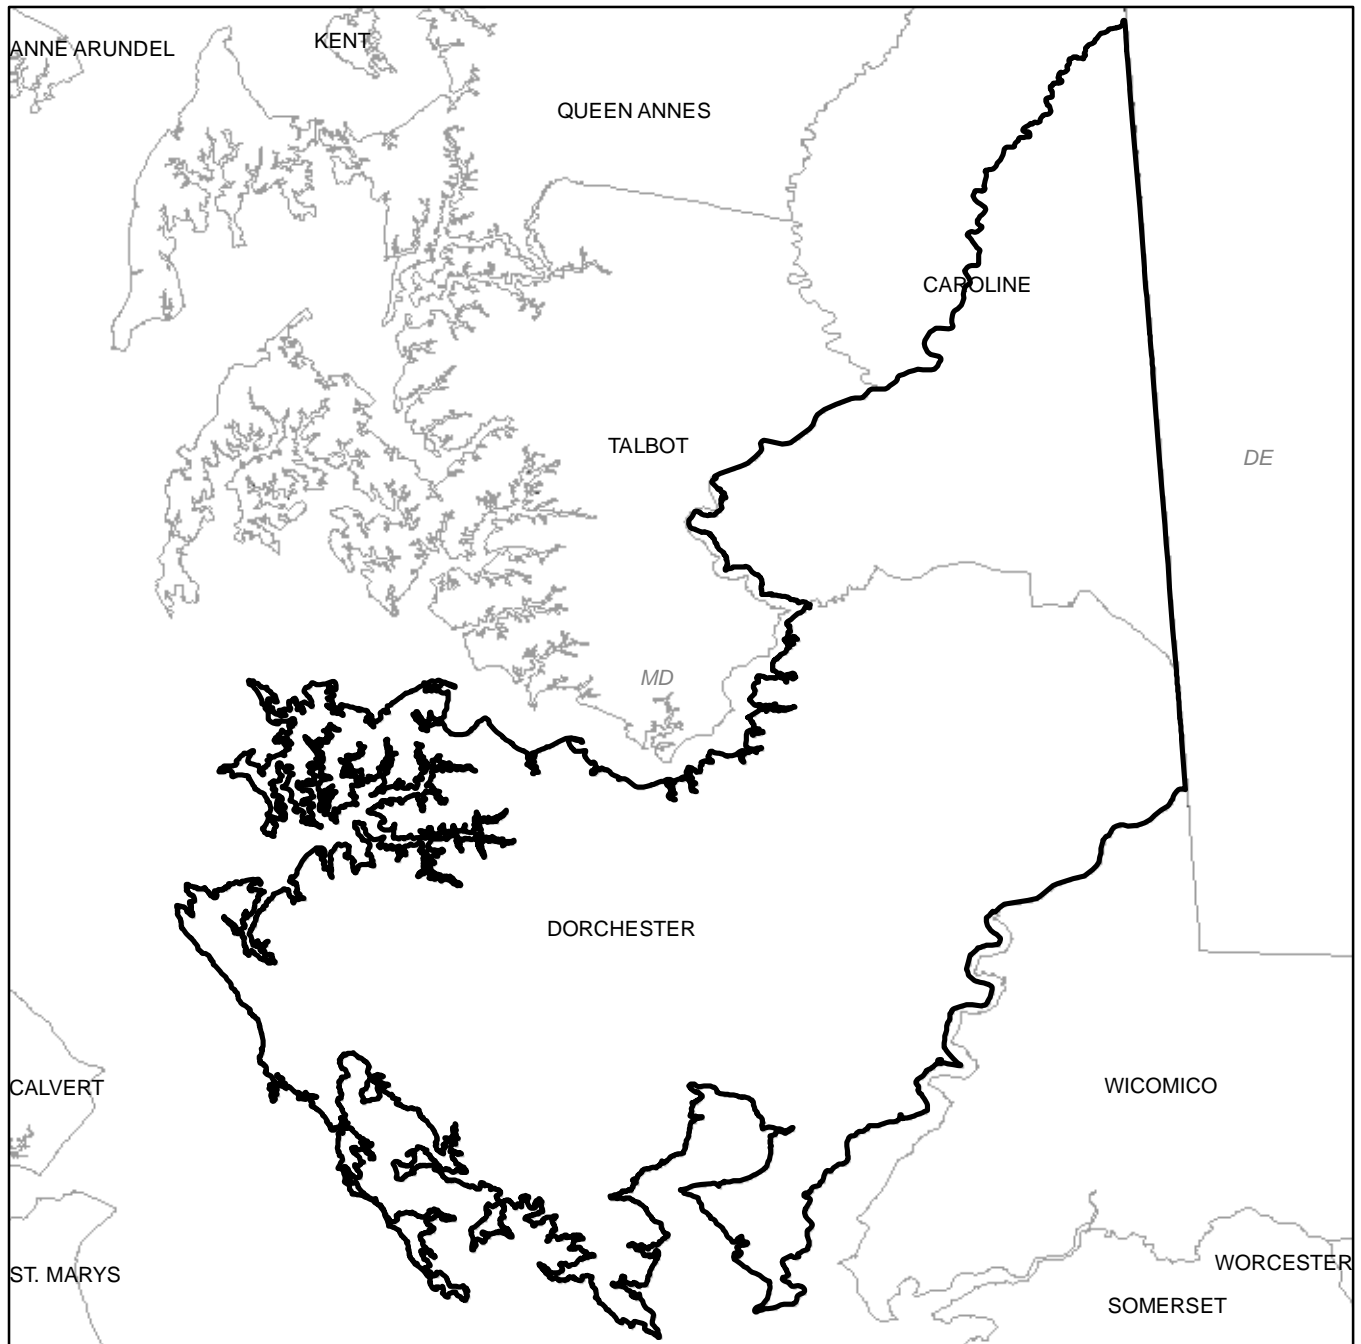 KENT
ANNE ARUNDEL
QUEEN ANNES
CAROLINE
TALBOT
DE
MD
DORCHESTER
CALVERT
WICOMICO
WORCESTER
ST. MARYS
SOMERSET